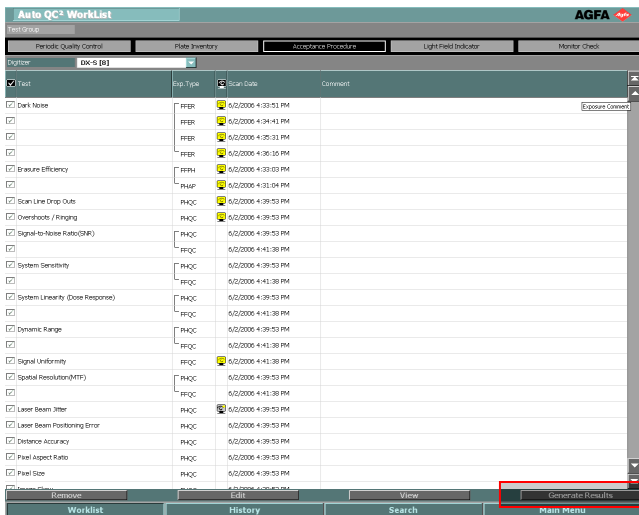 Auto QC² WorkList
AGFA
Test Group
Periodic Quality Control Plate Inventory Acceptance Procedure Light Field Indicator Monitor Check
Digitizer DX-S [8]
Test Exp.Type Scan Date Comment
Dark Noise FFER 6/2/2006 4:33:51 PM Exposure Comment
FFER 6/2/2006 4:34:41 PM
FFER 6/2/2006 4:35:31 PM
FFER 6/2/2006 4:36:16 PM
Erasure Efficiency FFPH 6/2/2006 4:33:03 PM
PHAP 6/2/2006 4:31:04 PM
Scan Line Drop Outs PHQC 6/2/2006 4:39:53 PM
Overshoots / Ringing PHQC 6/2/2006 4:39:53 PM
Signal-to-Noise Ratio(SNR) PHQC 6/2/2006 4:39:53 PM
FFQC 6/2/2006 4:41:38 PM
System Sensitivity PHQC 6/2/2006 4:39:53 PM
FFQC 6/2/2006 4:41:38 PM
System Linearity (Dose Response) PHQC 6/2/2006 4:39:53 PM
FFQC 6/2/2006 4:41:38 PM
Dynamic Range PHQC 6/2/2006 4:39:53 PM
FFQC 6/2/2006 4:41:38 PM
Signal Uniformity FFQC 6/2/2006 4:41:38 PM
Spatial Resolution(MTF) PHQC 6/2/2006 4:39:53 PM
FFQC 6/2/2006 4:41:38 PM
Laser Beam Jitter PHQC 6/2/2006 4:39:53 PM
Laser Beam Positioning Error PHQC 6/2/2006 4:39:53 PM
Distance Accuracy PHQC 6/2/2006 4:39:53 PM
Pixel Aspect Ratio PHQC 6/2/2006 4:39:53 PM
Pixel Size PHQC 6/2/2006 4:39:53 PM
Remove Edit View Generate Results
Worklist History Search Main Menu